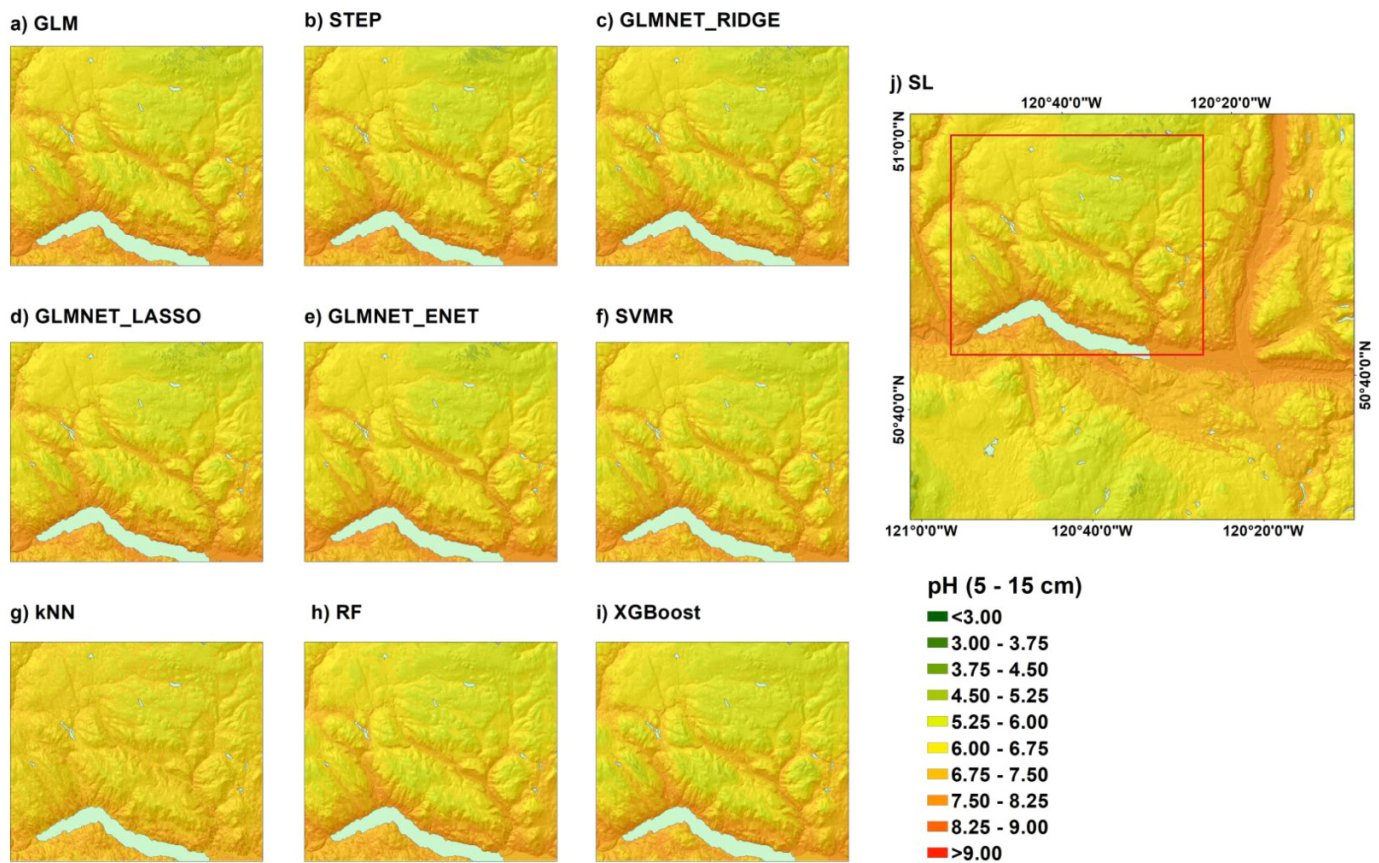 a) GLM
b) STEP
c) GLMNET_RIDGE
d) GLMNET_LASSO
e) GLMNET_ENET
f) SVMR
g) kNN
h) RF
i) XGBoost
j) SL
120°40'0"W
120°20'0"W
51°0'0"N
50°40'0"N
50°40'0"N
121°0'0"W
120°40'0"W
120°20'0"W
pH (5 - 15 cm)
<3.00
3.00 - 3.75
3.75 - 4.50
4.50 - 5.25
5.25 - 6.00
6.00 - 6.75
6.75 - 7.50
7.50 - 8.25
8.25 - 9.00
>9.00